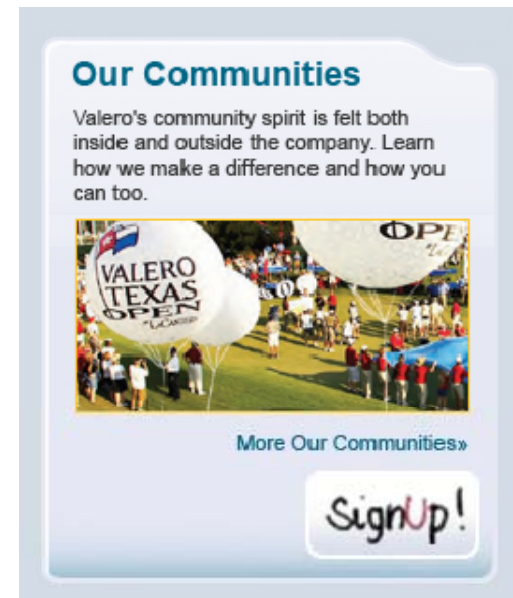 Our Communities
Valero's community spirit is felt both
inside and outside the company. Learn
how we make a difference and how you
can too.
VALERO
TEXAS
OPEN
OPE
More Our Communities»
SignUp!